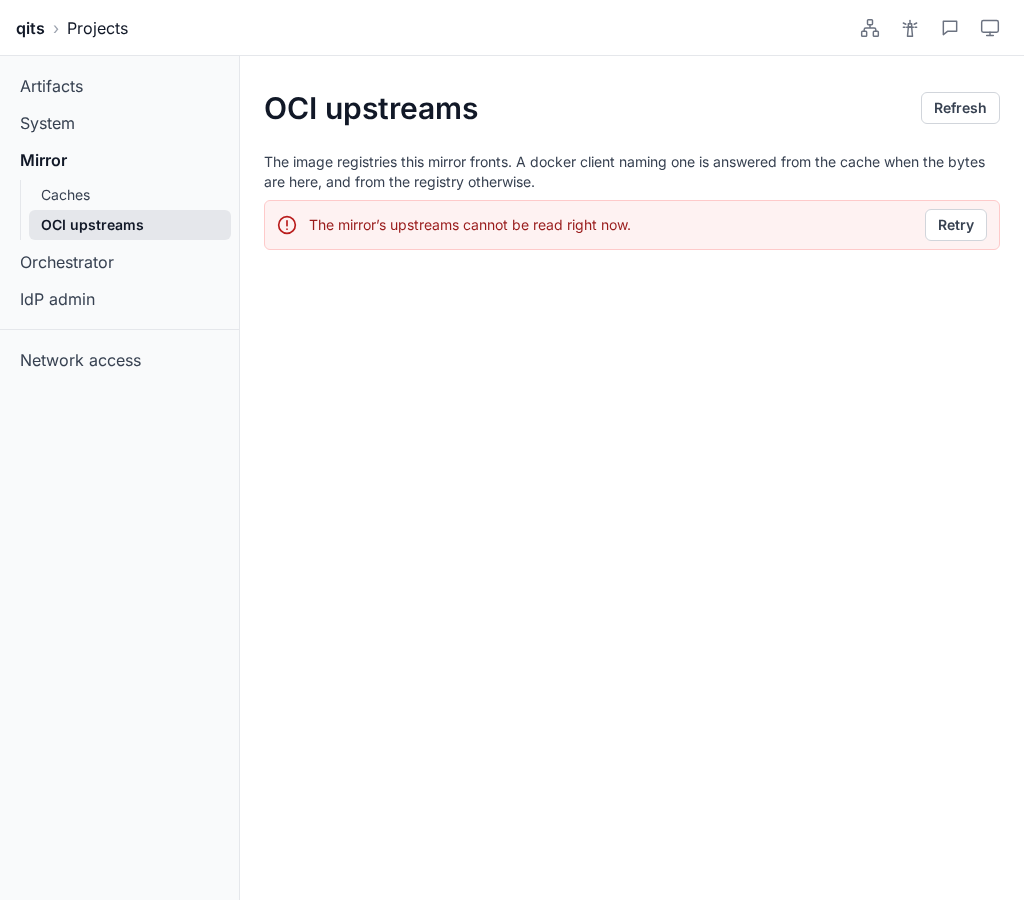 qits › Projects
Artifacts
System
Mirror
Caches
OCI upstreams
Orchestrator
IdP admin
Network access
OCI upstreams
Refresh
The image registries this mirror fronts. A docker client naming one is answered from the cache when the bytes
are here, and from the registry otherwise.
The mirror’s upstreams cannot be read right now.
Retry